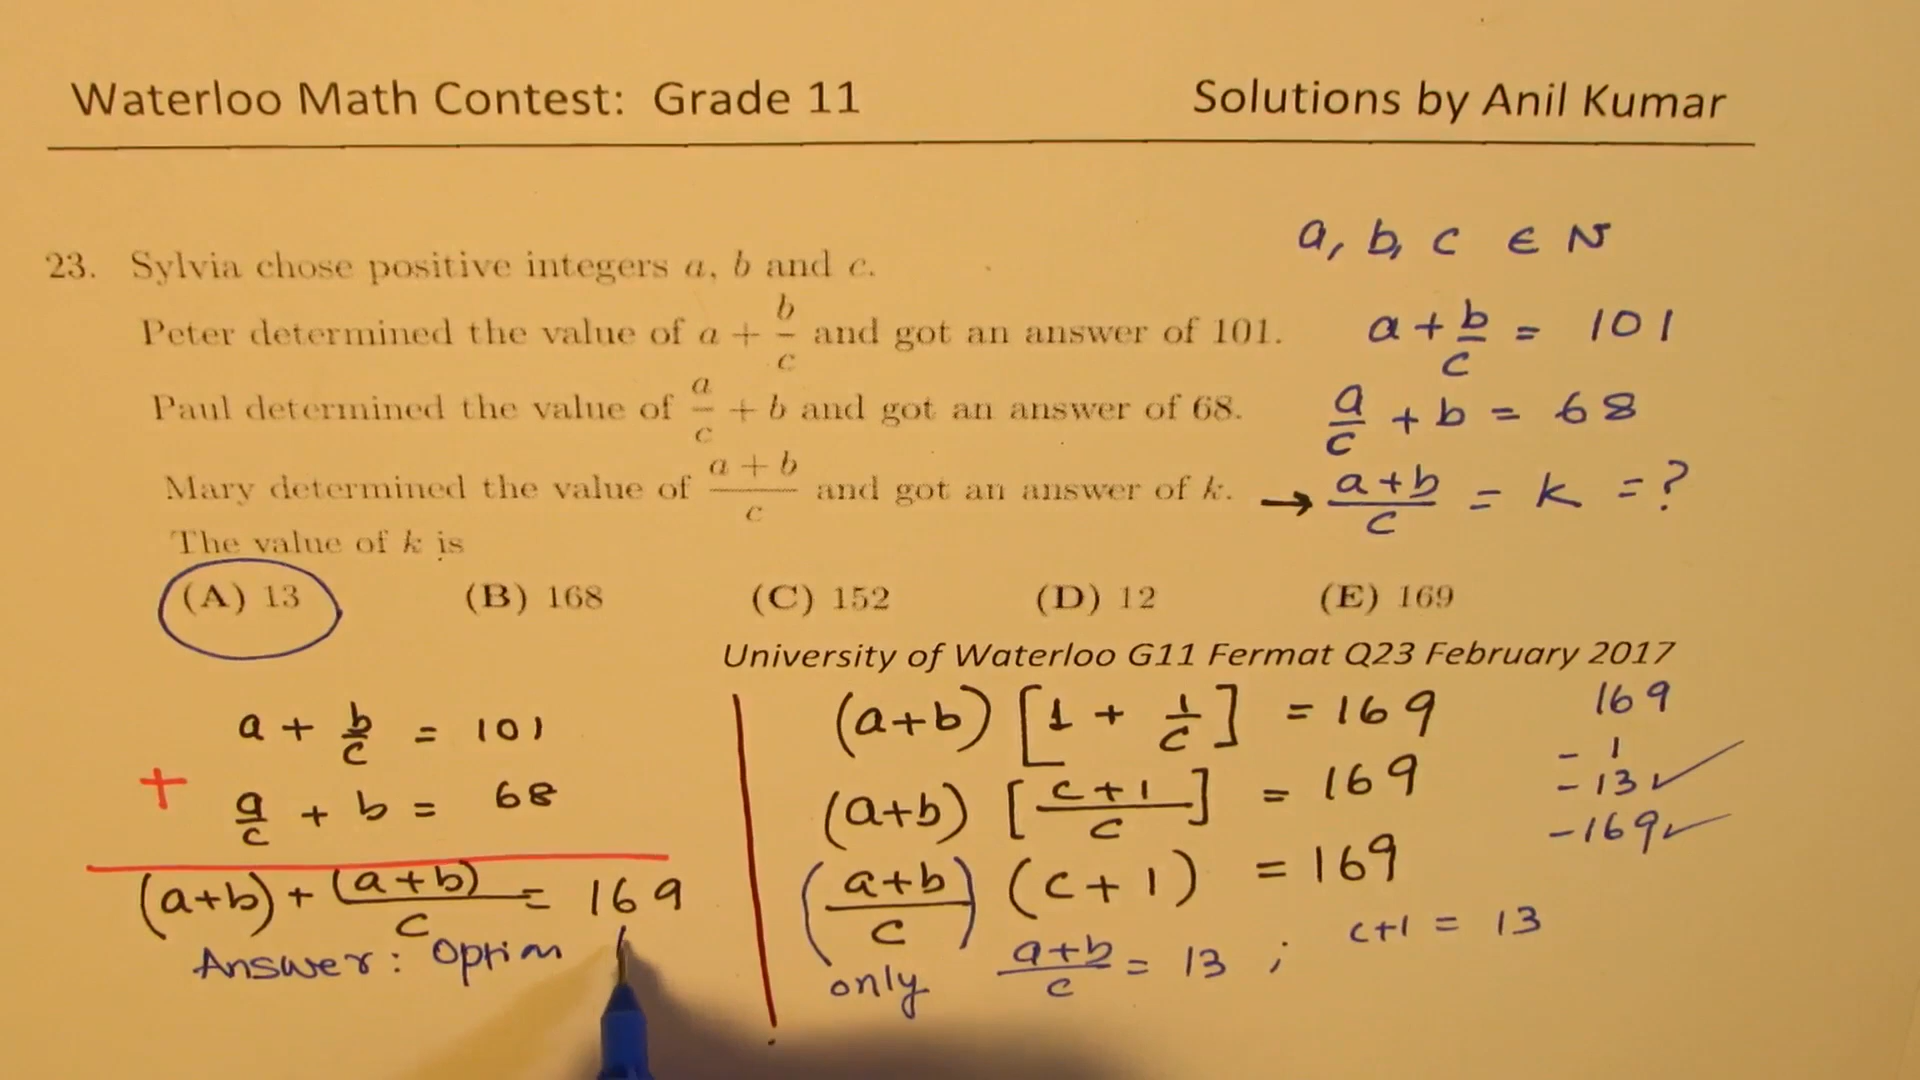 Waterloo Math Contest: Grade 11
Solutions by Anil Kumar
23. Sylvia chose positive integers a, b and c.
Peter determined the value of a + b/c and got an answer of 101.
Paul determined the value of a/c + b and got an answer of 68.
Mary determined the value of (a + b)/c and got an answer of k.
The value of k is
(A) 13 (B) 168 (C) 152 (D) 12 (E) 169
University of Waterloo G11 Fermat Q23 February 2017
a, b, c ∈ N
a + b/c = 101
a/c + b = 68
→ (a+b)/c = k = ?
a + b/c = 101
+ a/c + b = 68
(a+b) + (a+b)/c = 169
Answer: Option
(a+b) [1 + 1/c] = 169
(a+b) [(c+1)/c] = 169
((a+b)/c) (c+1) = 169
only (a+b)/c = 13 ; c+1 = 13
169
- 1
- 13 ✓
- 169 ✓